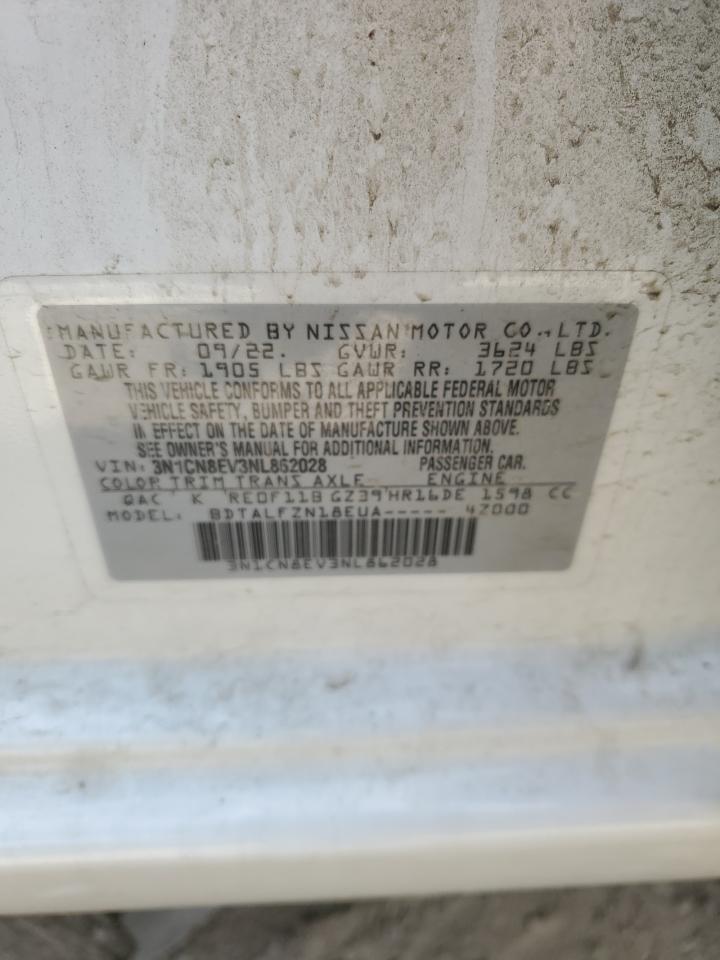 MANUFACTURED BY NISSAN MOTOR CO.,LTD.
DATE: 09/22. GVWR: 3624 LBS
GAWR FR: 1905 LBS GAWR RR: 1720 LBS
THIS VEHICLE CONFORMS TO ALL APPLICABLE FEDERAL MOTOR
VEHICLE SAFETY, BUMPER AND THEFT PREVENTION STANDARDS
IN EFFECT ON THE DATE OF MANUFACTURE SHOWN ABOVE.
SEE OWNER'S MANUAL FOR ADDITIONAL INFORMATION.
VIN: 3N1CN8EV3NL862028 PASSENGER CAR.
COLOR TRIM TRANS AXLE ENGINE
QAC K RE0F11B GZ39 HR16DE 1598 CC
MODEL: BDTALFZN18EUA----- 4Z000
3N1CN8EV3NL862028